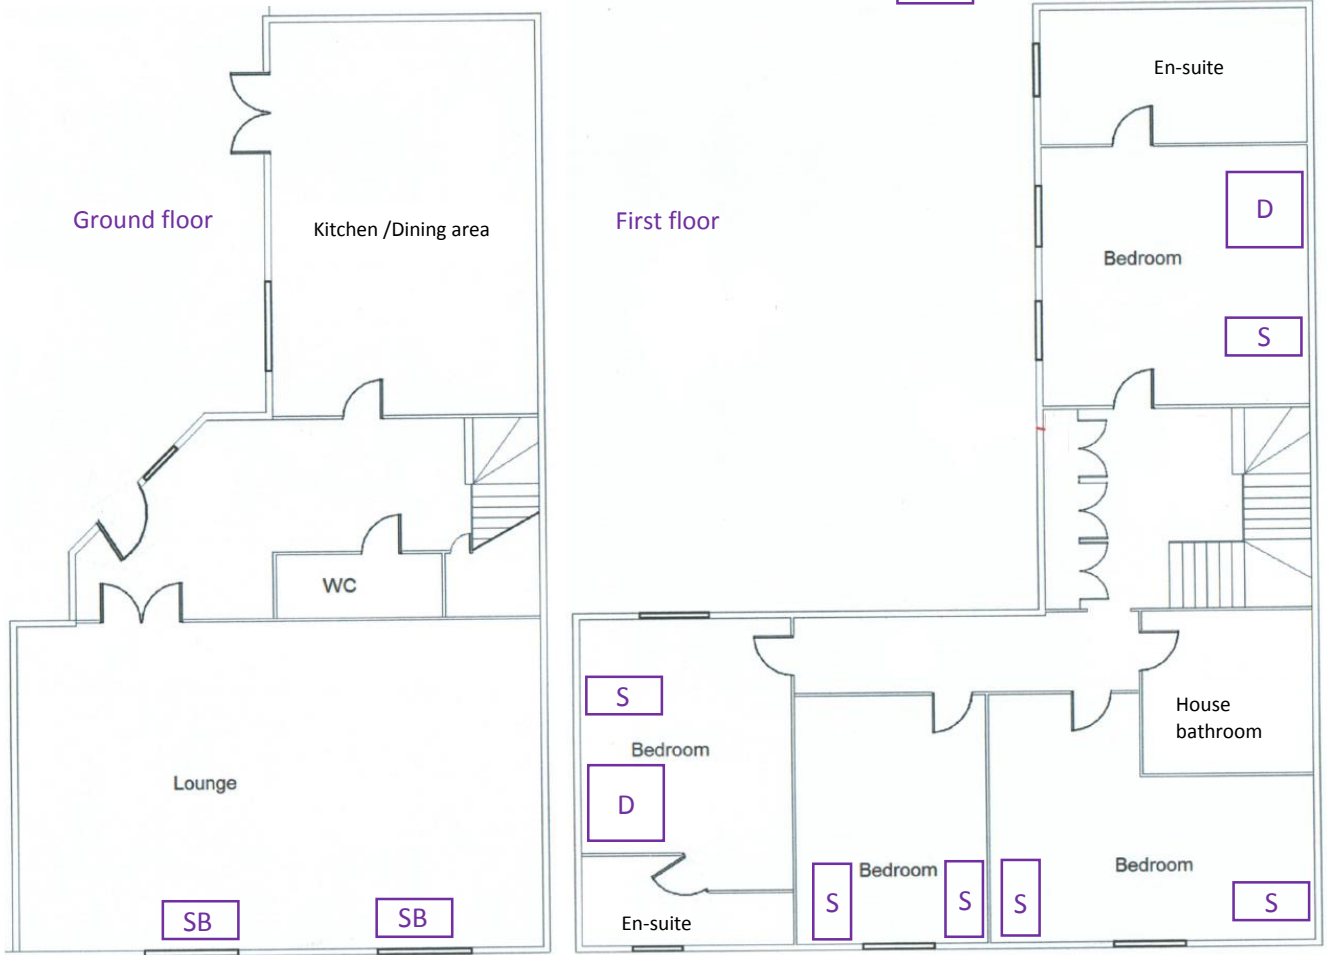 Ground floor
Kitchen /Dining area
WC
Lounge
SB
SB
First floor
En-suite
D
Bedroom
S
S
Bedroom
D
En-suite
House
bathroom
Bedroom
S
S
Bedroom
S
S